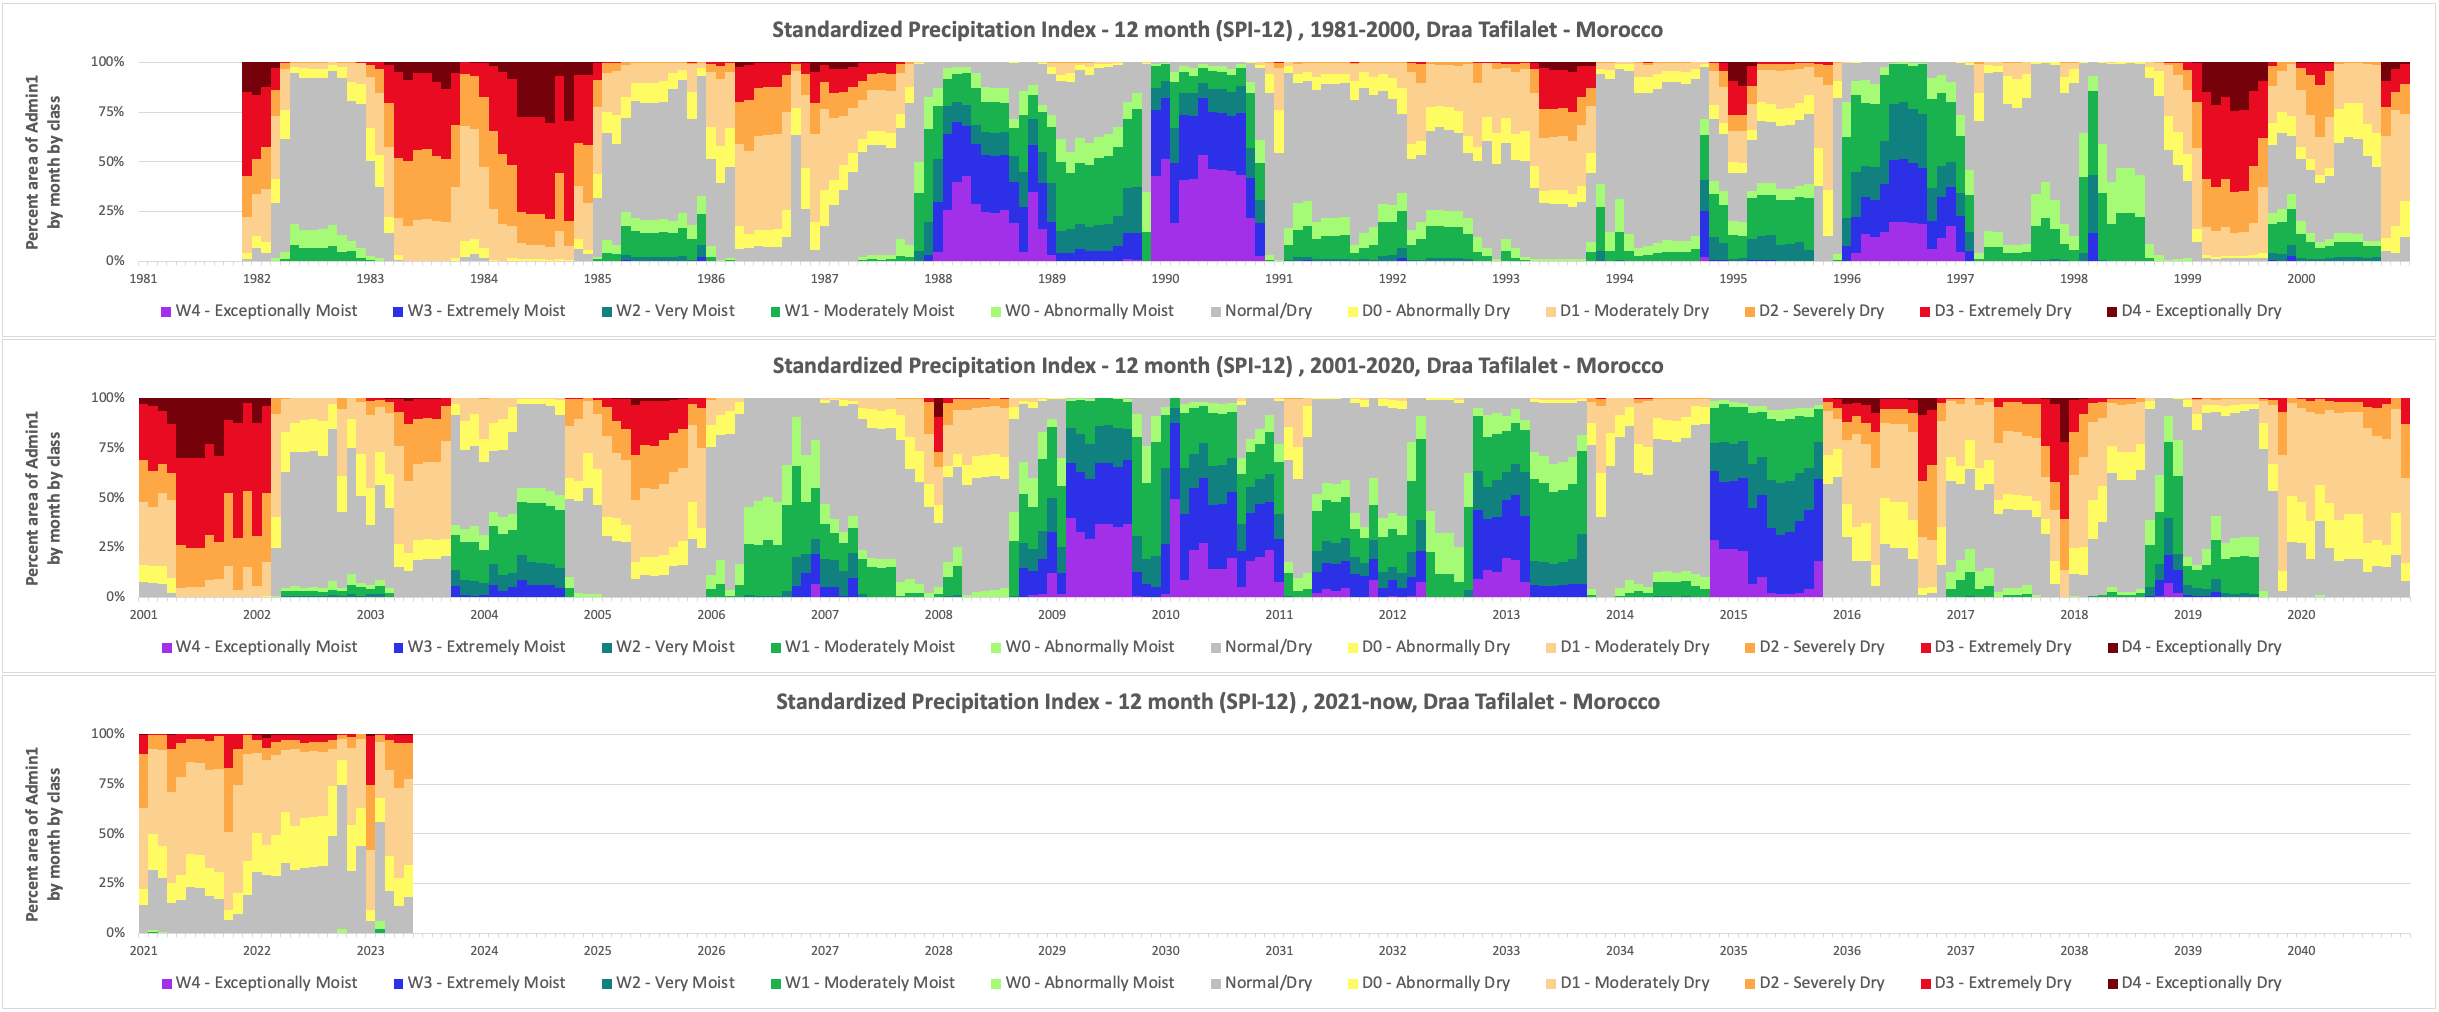 Standardized Precipitation Index - 12 month (SPI-12) , 1981-2000, Draa Tafilalet - Morocco
Percent area of Admin1
by month by class
100%
75%
50%
25%
0%
1981 1982 1983 1984 1985 1986 1987 1988 1989 1990 1991 1992 1993 1994 1995 1996 1997 1998 1999 2000
W4 - Exceptionally Moist W3 - Extremely Moist W2 - Very Moist W1 - Moderately Moist W0 - Abnormally Moist Normal/Dry D0 - Abnormally Dry D1 - Moderately Dry D2 - Severely Dry D3 - Extremely Dry D4 - Exceptionally Dry
Standardized Precipitation Index - 12 month (SPI-12) , 2001-2020, Draa Tafilalet - Morocco
Percent area of Admin1
by month by class
100%
75%
50%
25%
0%
2001 2002 2003 2004 2005 2006 2007 2008 2009 2010 2011 2012 2013 2014 2015 2016 2017 2018 2019 2020
W4 - Exceptionally Moist W3 - Extremely Moist W2 - Very Moist W1 - Moderately Moist W0 - Abnormally Moist Normal/Dry D0 - Abnormally Dry D1 - Moderately Dry D2 - Severely Dry D3 - Extremely Dry D4 - Exceptionally Dry
Standardized Precipitation Index - 12 month (SPI-12) , 2021-now, Draa Tafilalet - Morocco
Percent area of Admin1
by month by class
100%
75%
50%
25%
0%
2021 2022 2023 2024 2025 2026 2027 2028 2029 2030 2031 2032 2033 2034 2035 2036 2037 2038 2039 2040
W4 - Exceptionally Moist W3 - Extremely Moist W2 - Very Moist W1 - Moderately Moist W0 - Abnormally Moist Normal/Dry D0 - Abnormally Dry D1 - Moderately Dry D2 - Severely Dry D3 - Extremely Dry D4 - Exceptionally Dry